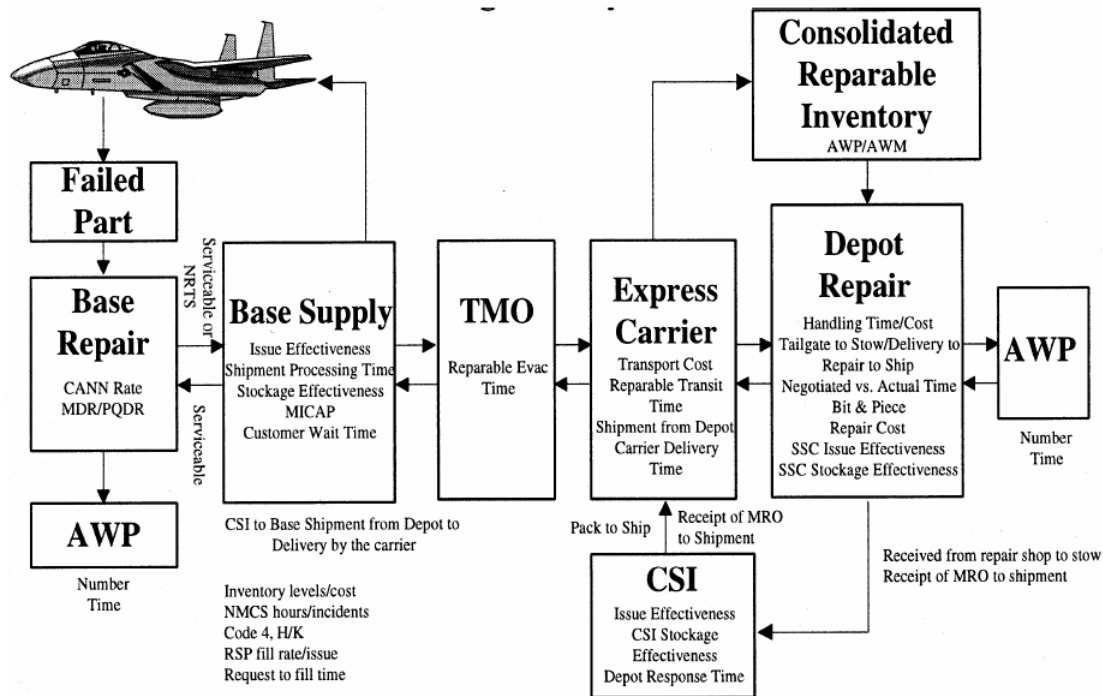 Consolidated
Reparable
Inventory
AWP/AWM
Failed
Part
Base
Repair
CANN Rate
MDR/PQDR
AWP
Number
Time
Serviceable or
NRTS
Serviceable
Base Supply
Issue Effectiveness
Shipment Processing Time
Stockage Effectiveness
MICAP
Customer Wait Time
CSI to Base Shipment from Depot to
Delivery by the carrier
Inventory levels/cost
NMCS hours/incidents
Code 4, H/K
RSP fill rate/issue
Request to fill time
TMO
Reparable Evac
Time
Express
Carrier
Transport Cost
Reparable Transit
Time
Shipment from Depot
Carrier Delivery
Time
Pack to Ship
Receipt of MRO
to Shipment
CSI
Issue Effectiveness
CSI Stockage
Effectiveness
Depot Response Time
Depot
Repair
Handling Time/Cost
Tailgate to Stow/Delivery to
Repair to Ship
Negotiated vs. Actual Time
Bit & Piece
Repair Cost
SSC Issue Effectiveness
SSC Stockage Effectiveness
Received from repair shop to stow
Receipt of MRO to shipment
AWP
Number
Time